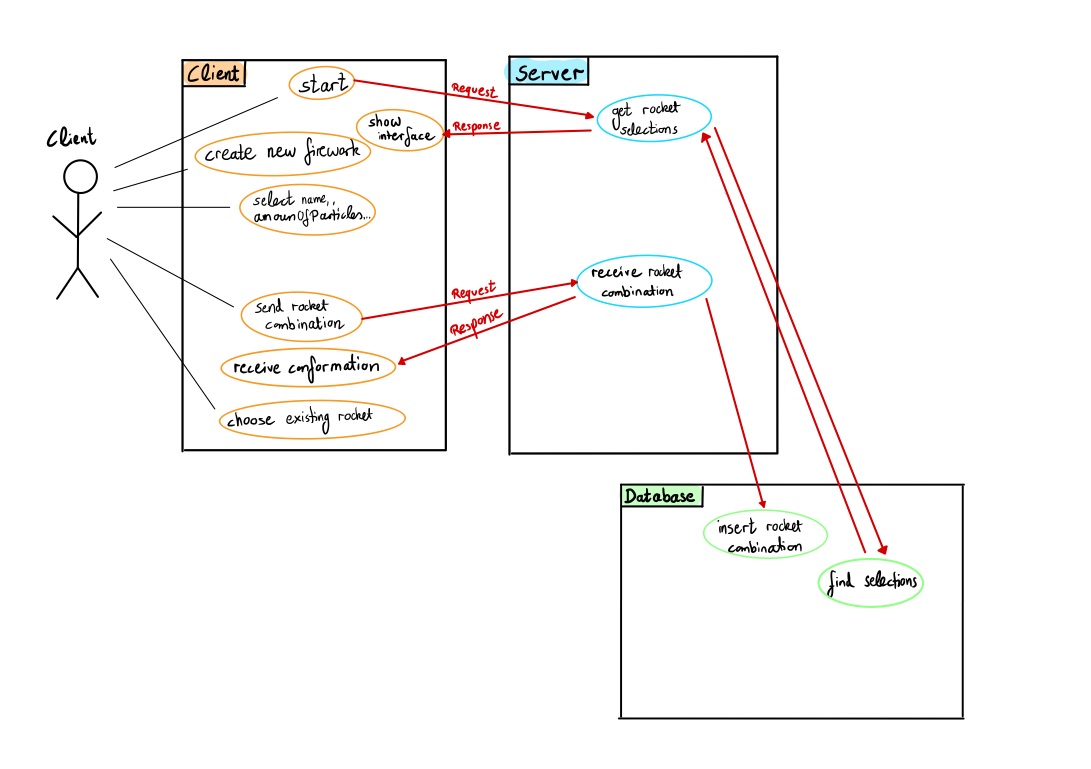 Client
Client
start
Request
show
interface
Response
create new firework
select name,,
amounOfParticles...
send rocket
combination
Request
Response
receive conformation
choose existing rocket
Server
get rocket
selections
receive rocket
combination
Database
insert rocket
combination
find selections